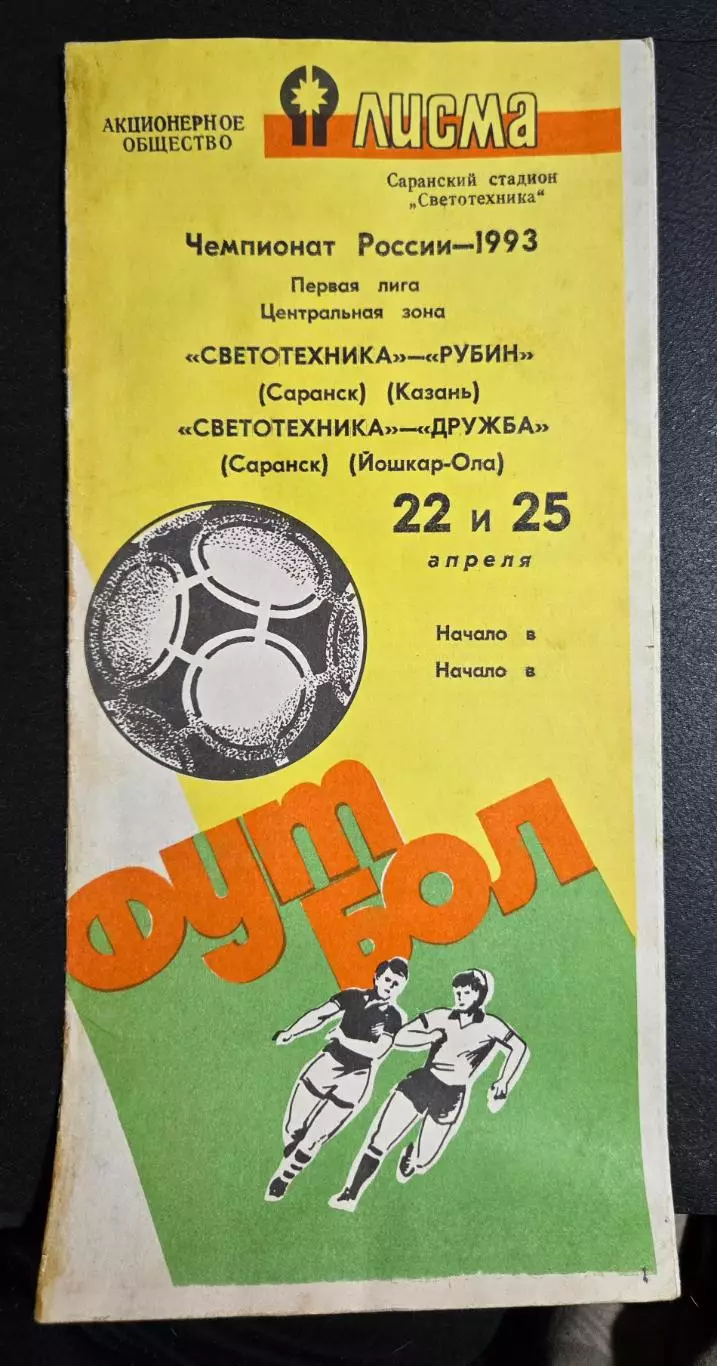 АКЦИОНЕРНОЕ
ОБЩЕСТВО
ЛИСМА
Саранский стадион
„Светотехника“
Чемпионат России—1993
Первая лига
Центральная зона
«СВЕТОТЕХНИКА»—«РУБИН»
(Саранск) (Казань)
«СВЕТОТЕХНИКА»—«ДРУЖБА»
(Саранск) (Йошкар-Ола)
22 и 25
апреля
Начало в
Начало в
ФУТ
БОЛ